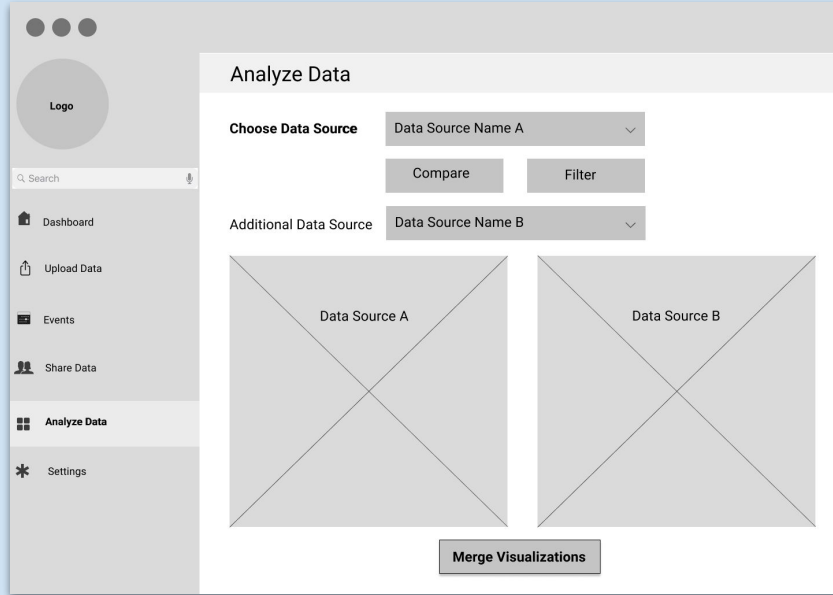 Logo
Search
Dashboard
Upload Data
Events
Share Data
Analyze Data
Settings
Analyze Data
Choose Data Source
Data Source Name A
Compare
Filter
Additional Data Source
Data Source Name B
Data Source A
Data Source B
Merge Visualizations